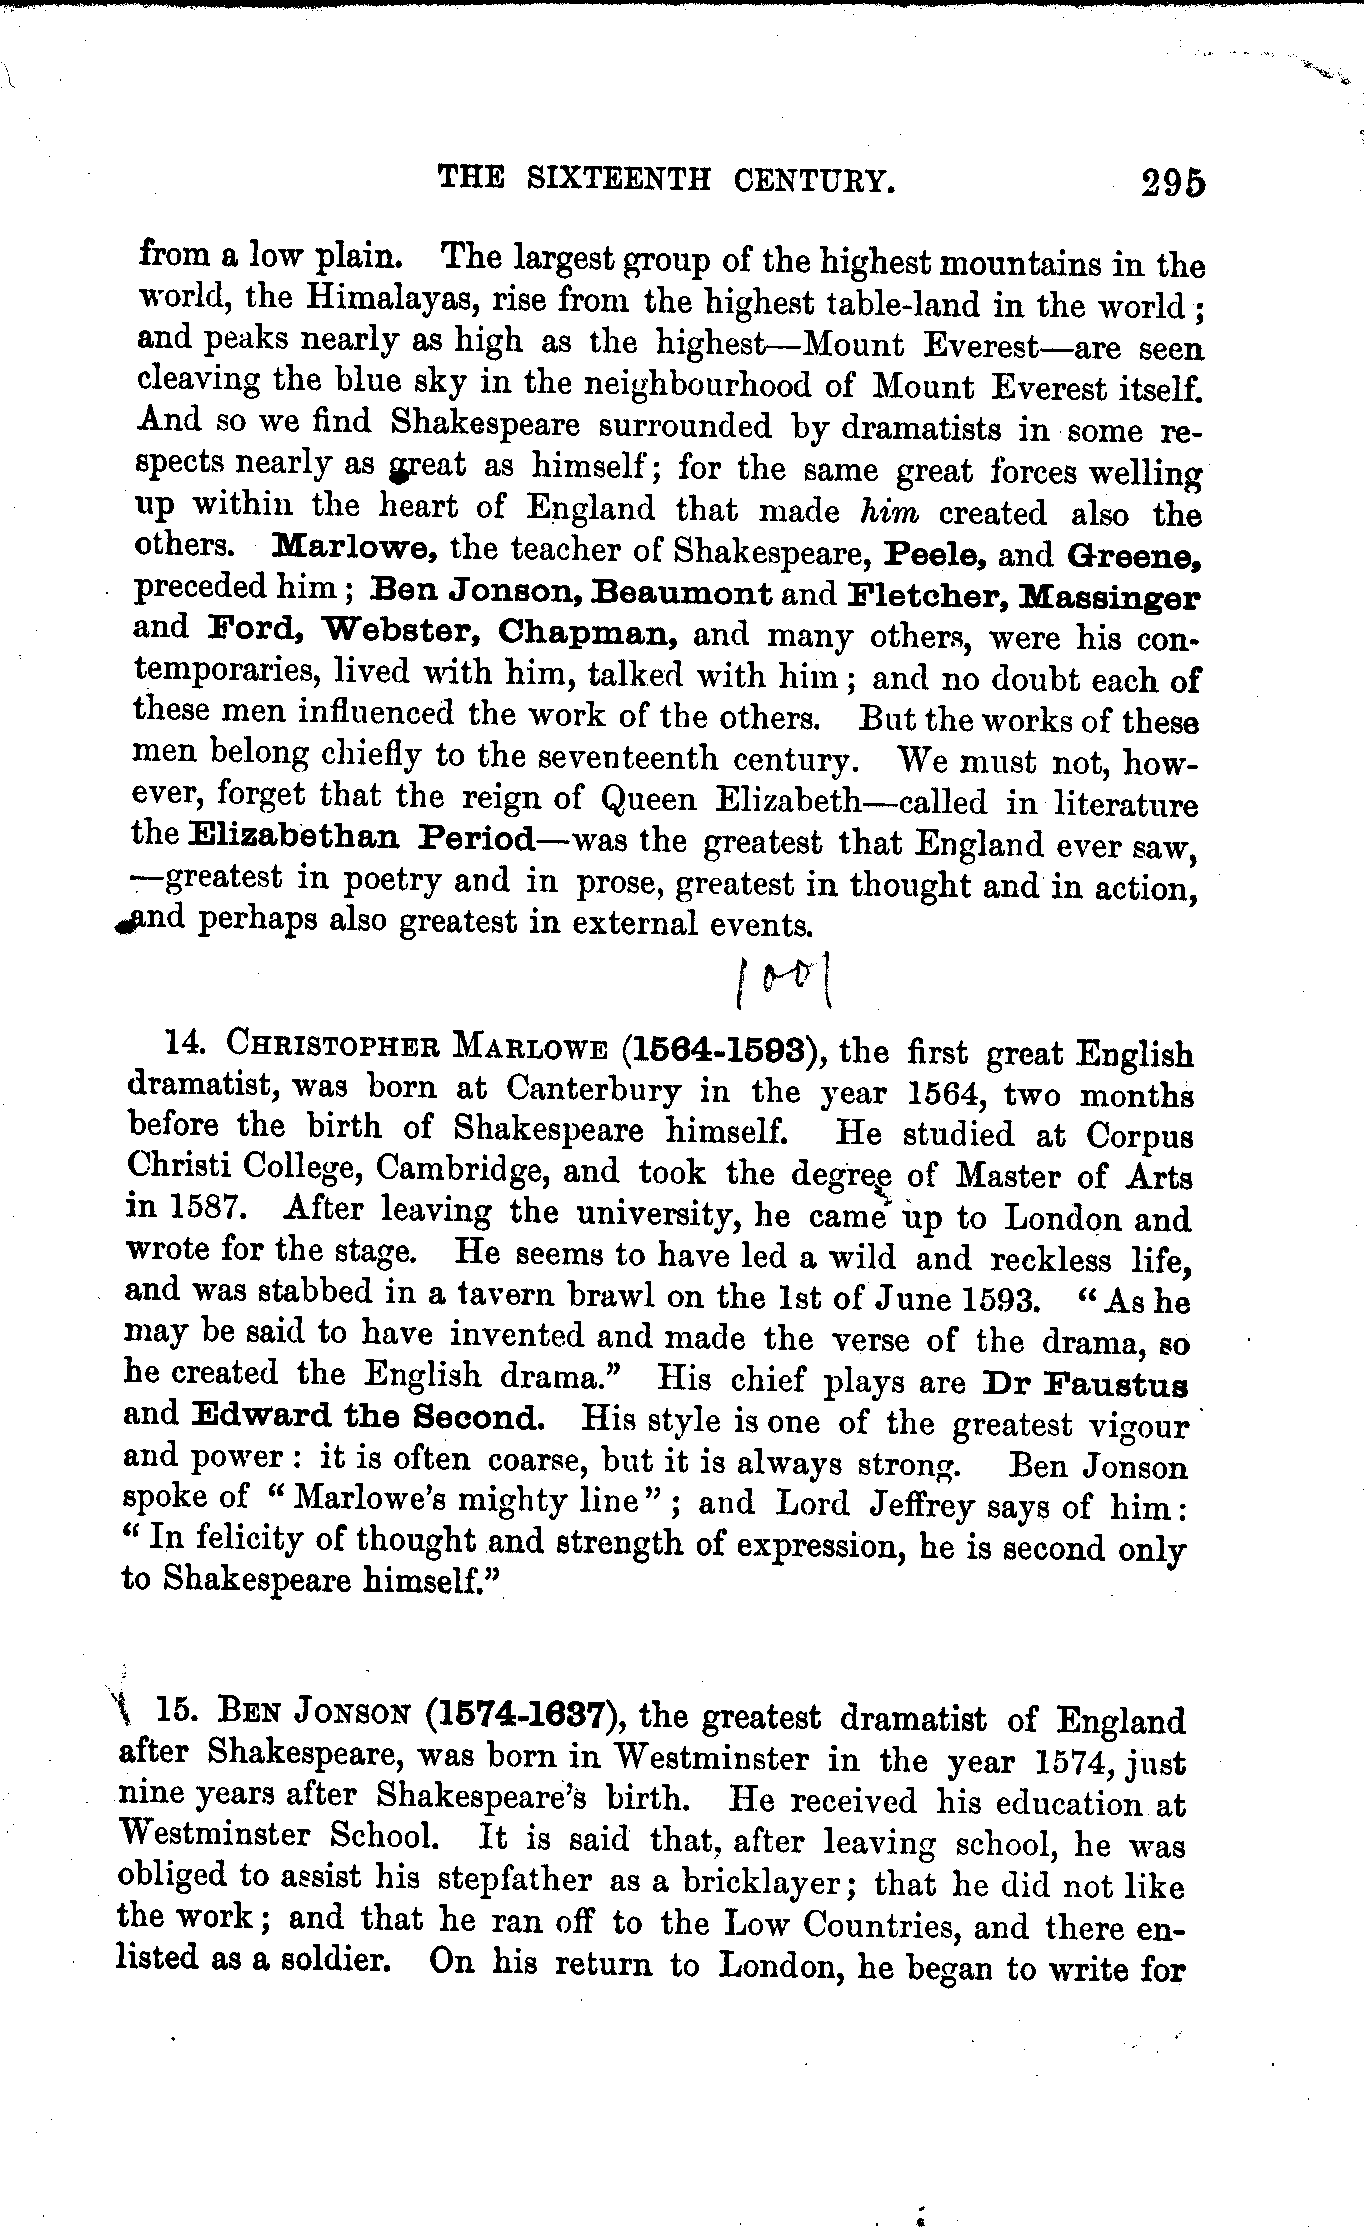 THE SIXTEENTH CENTURY. 295
from a low plain. The largest group of the highest mountains in the
world, the Himalayas, rise from the highest table-land in the world;
and peaks nearly as high as the highest—Mount Everest—are seen
cleaving the blue sky in the neighbourhood of Mount Everest itself.
And so we find Shakespeare surrounded by dramatists in some re-
spects nearly as great as himself; for the same great forces welling
up within the heart of England that made him created also the
others. Marlowe, the teacher of Shakespeare, Peele, and Greene,
preceded him; Ben Jonson, Beaumont and Fletcher, Massinger
and Ford, Webster, Chapman, and many others, were his con-
temporaries, lived with him, talked with him; and no doubt each of
these men influenced the work of the others. But the works of these
men belong chiefly to the seventeenth century. We must not, how-
ever, forget that the reign of Queen Elizabeth—called in literature
the Elizabethan Period—was the greatest that England ever saw,
—greatest in poetry and in prose, greatest in thought and in action,
and perhaps also greatest in external events.
14. CHRISTOPHER MARLOWE (1564-1593), the first great English
dramatist, was born at Canterbury in the year 1564, two months
before the birth of Shakespeare himself. He studied at Corpus
Christi College, Cambridge, and took the degree of Master of Arts
in 1587. After leaving the university, he came up to London and
wrote for the stage. He seems to have led a wild and reckless life,
and was stabbed in a tavern brawl on the 1st of June 1593. "As he
may be said to have invented and made the verse of the drama, so
he created the English drama." His chief plays are Dr Faustus
and Edward the Second. His style is one of the greatest vigour
and power: it is often coarse, but it is always strong. Ben Jonson
spoke of "Marlowe's mighty line"; and Lord Jeffrey says of him:
"In felicity of thought and strength of expression, he is second only
to Shakespeare himself."
15. BEN JONSON (1574-1637), the greatest dramatist of England
after Shakespeare, was born in Westminster in the year 1574, just
nine years after Shakespeare's birth. He received his education at
Westminster School. It is said that, after leaving school, he was
obliged to assist his stepfather as a bricklayer; that he did not like
the work; and that he ran off to the Low Countries, and there en-
listed as a soldier. On his return to London, he began to write for